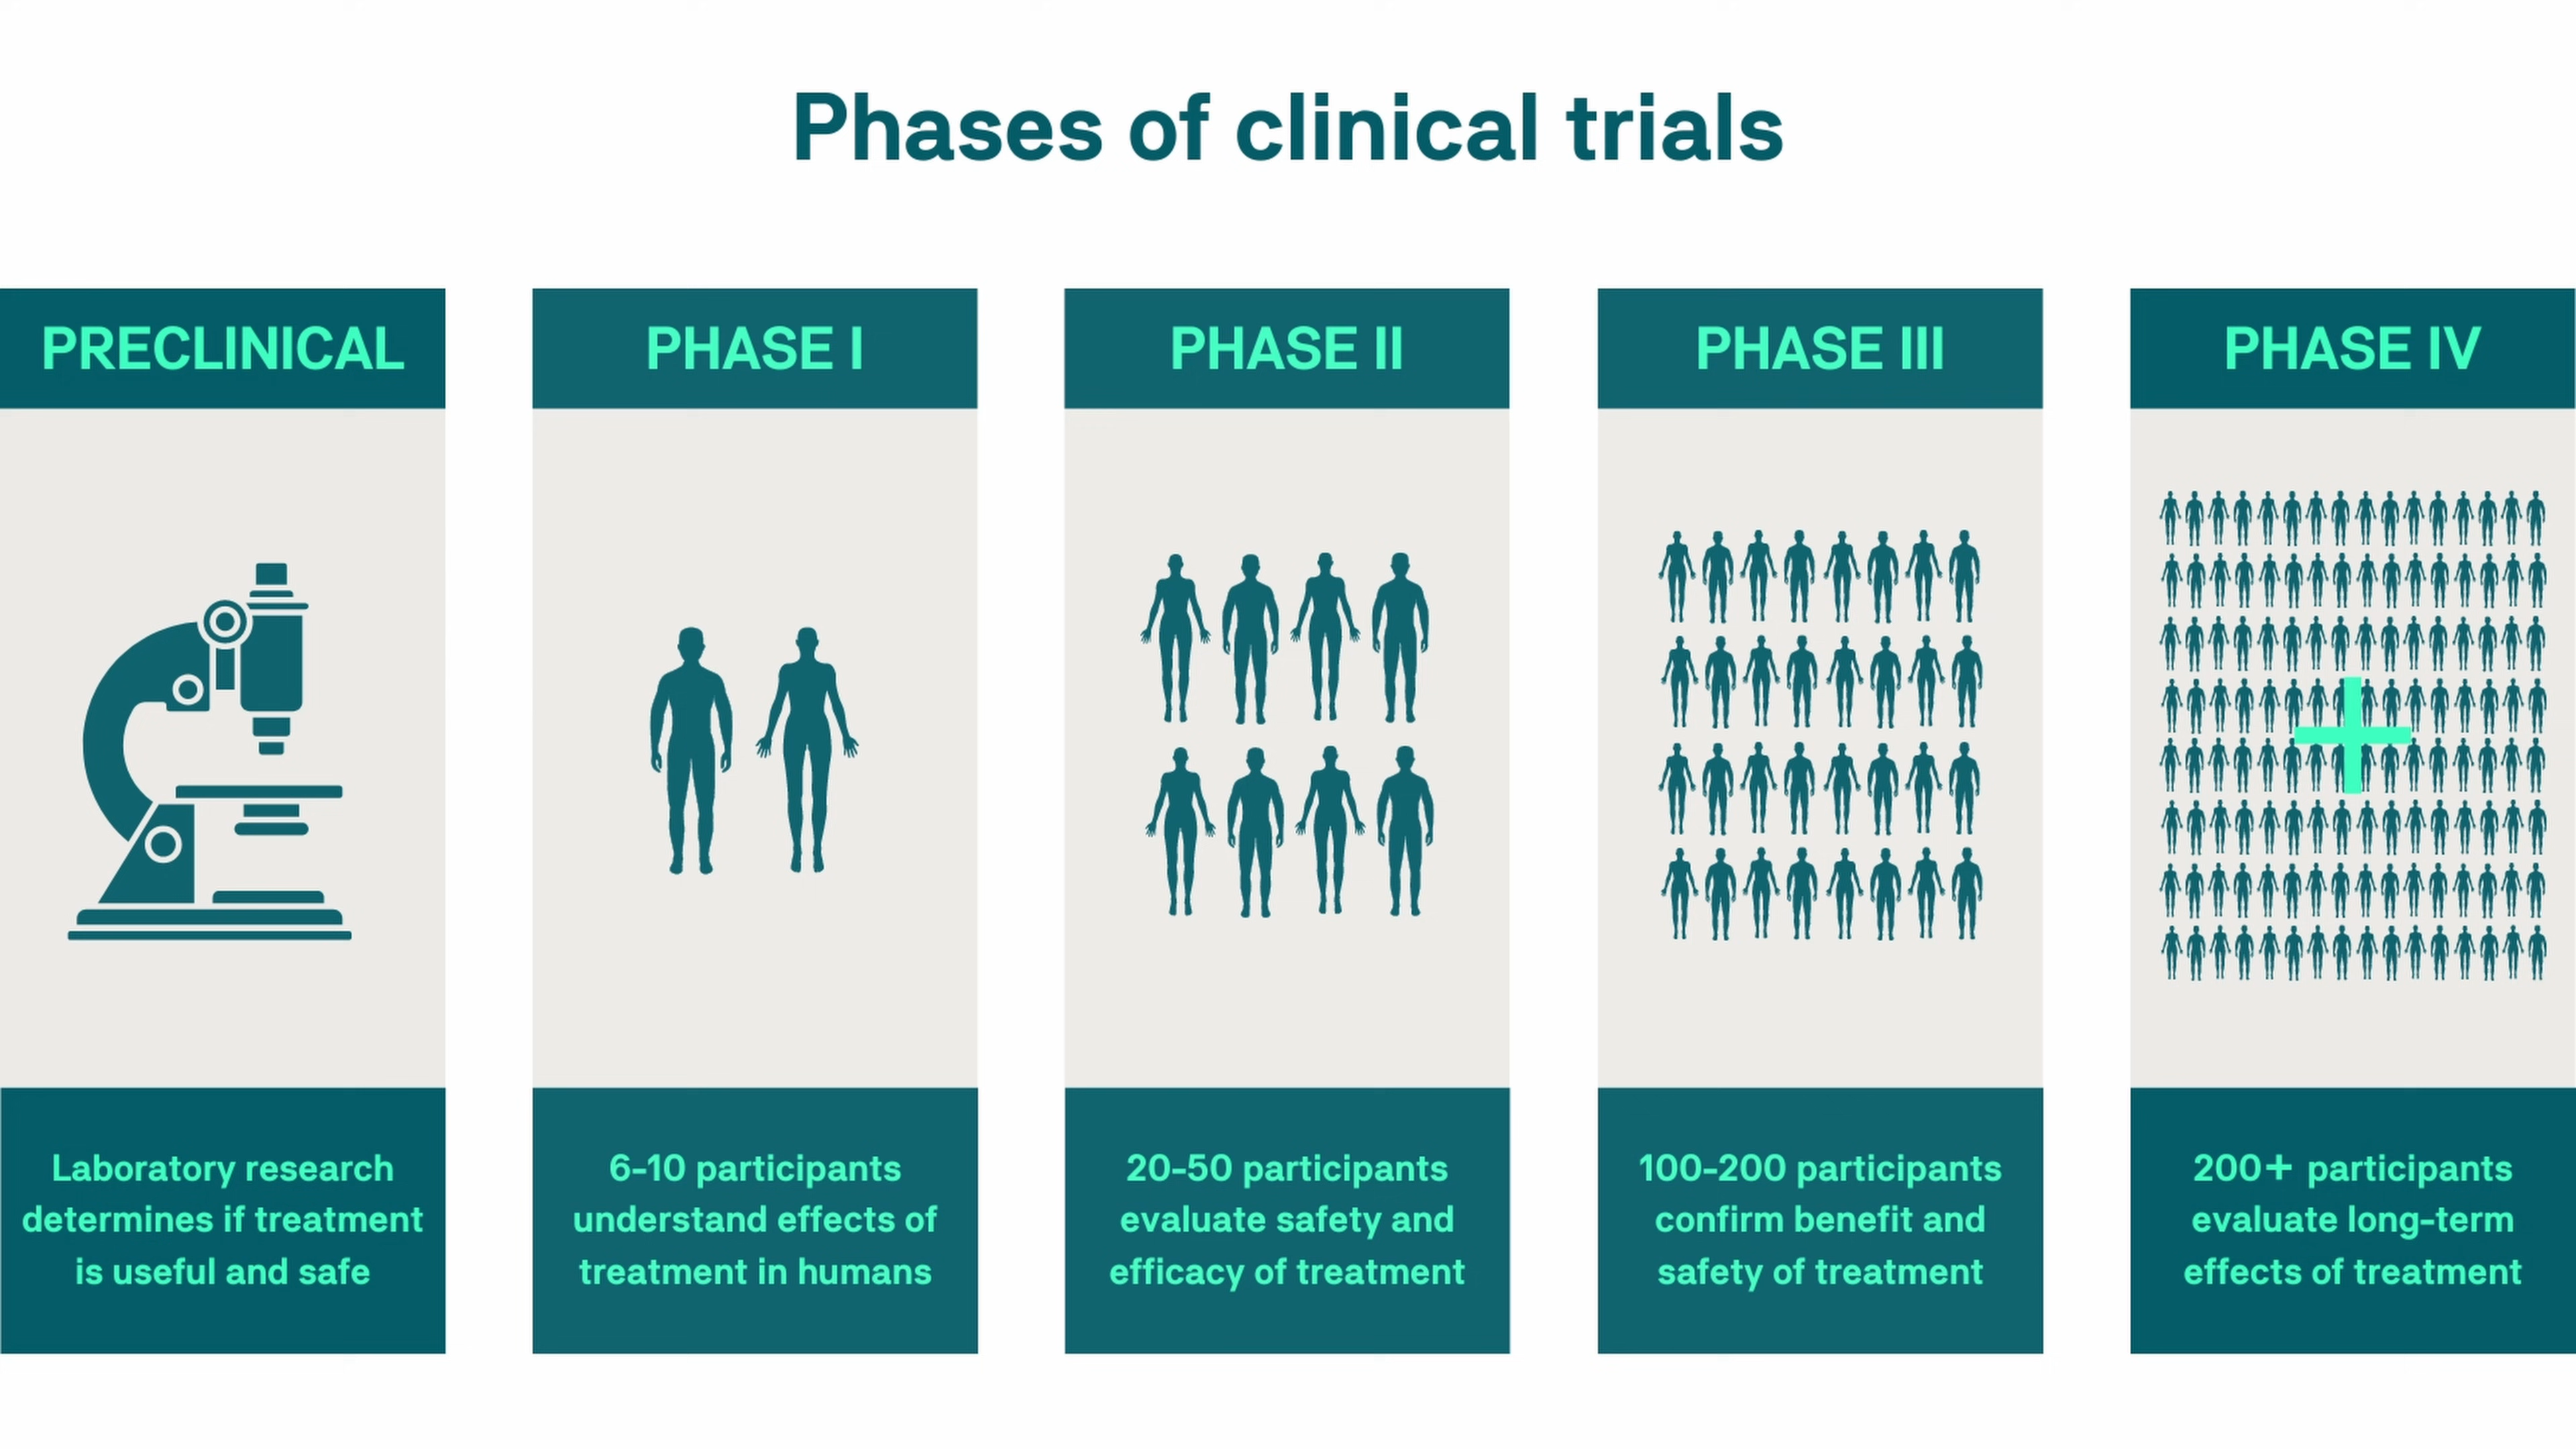 Phases of clinical trials
PRECLINICAL
Laboratory research
determines if treatment
is useful and safe
PHASE I
6-10 participants
understand effects of
treatment in humans
PHASE II
20-50 participants
evaluate safety and
efficacy of treatment
PHASE III
100-200 participants
confirm benefit and
safety of treatment
PHASE IV
200+ participants
evaluate long-term
effects of treatment